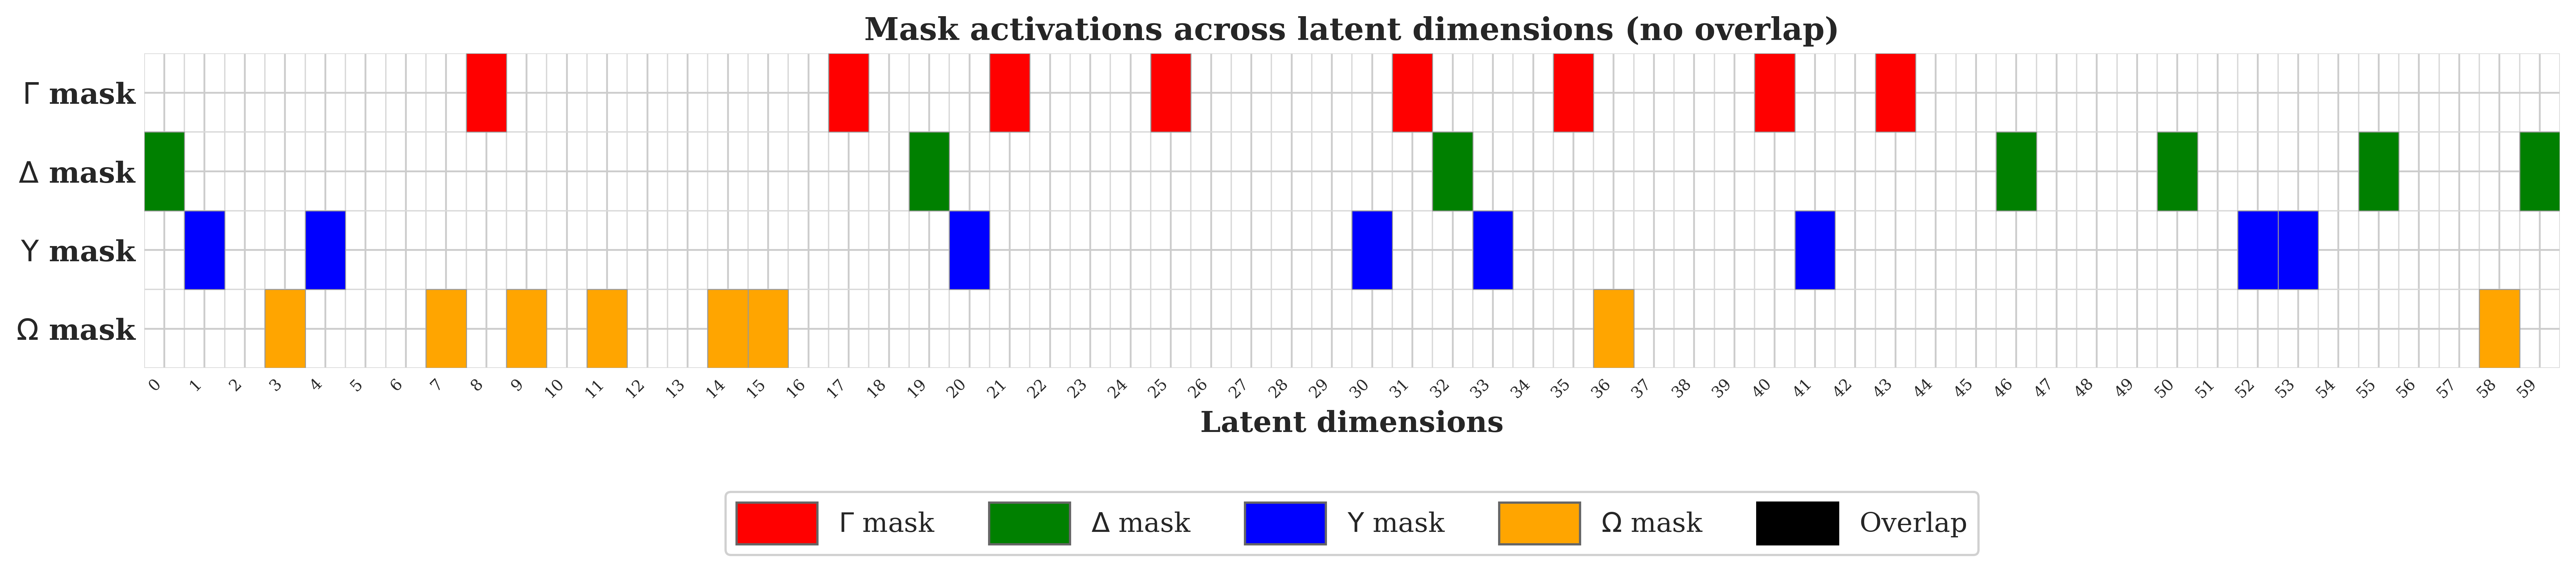 Mask activations across latent dimensions (no overlap)
Γ mask
Δ mask
Υ mask
Ω mask
0 1 2 3 4 5 6 7 8 9 10 11 12 13 14 15 16 17 18 19 20 21 22 23 24 25 26 27 28 29 30 31 32 33 34 35 36 37 38 39 40 41 42 43 44 45 46 47 48 49 50 51 52 53 54 55 56 57 58 59
Latent dimensions
Γ mask Δ mask Υ mask Ω mask Overlap